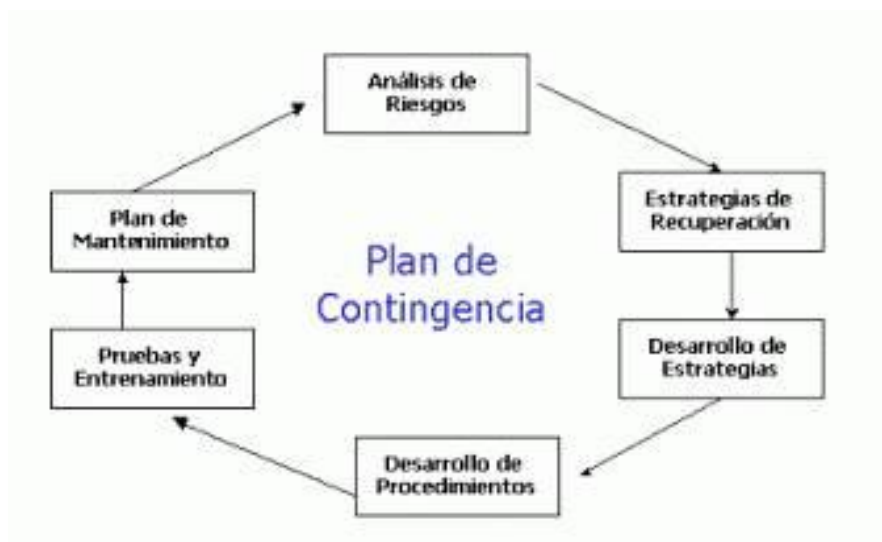 Análisis de
Riesgos
Estrategias de
Recuperación
Plan de
Mantenimiento
Plan de
Contingencia
Desarrollo de
Estrategias
Pruebas y
Entrenamiento
Desarrollo de
Procedimientos